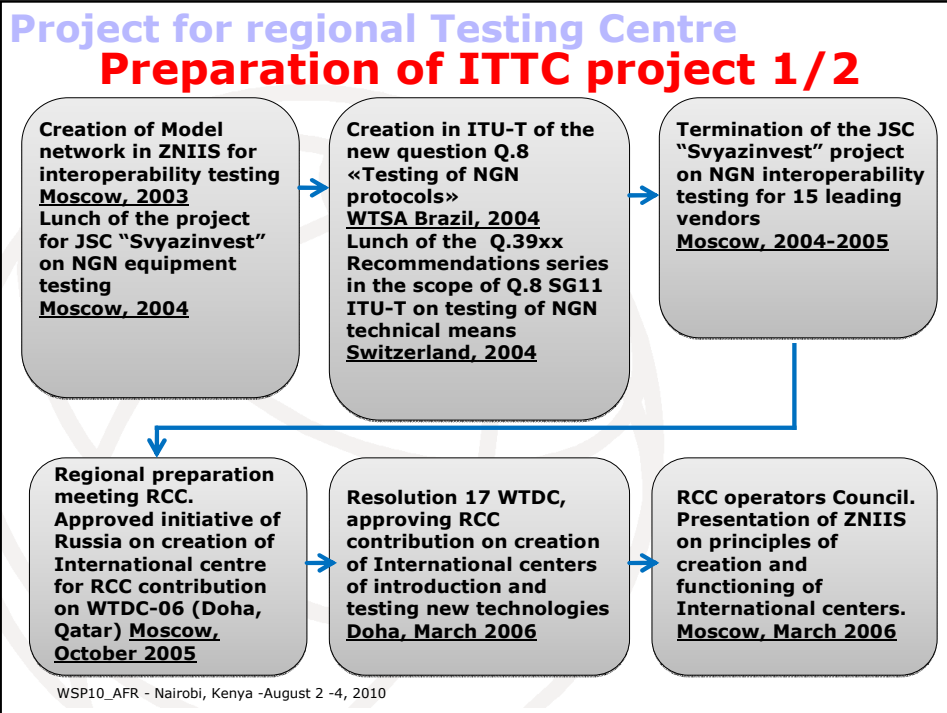 Project for regional Testing Centre
Preparation of ITTC project 1/2
Creation of Model
network in ZNIIS for
interoperability testing
Moscow, 2003
Lunch of the project
for JSC “Svyazinvest”
on NGN equipment
testing
Moscow, 2004
Creation in ITU-T of the
new question Q.8
«Testing of NGN
protocols»
WTSA Brazil, 2004
Lunch of the Q.39xx
Recommendations series
in the scope of Q.8 SG11
ITU-T on testing of NGN
technical means
Switzerland, 2004
Termination of the JSC
“Svyazinvest” project
on NGN interoperability
testing for 15 leading
vendors
Moscow, 2004-2005
Regional preparation
meeting RCC.
Approved initiative of
Russia on creation of
International centre
for RCC contribution
on WTDC-06 (Doha,
Qatar) Moscow,
October 2005
Resolution 17 WTDC,
approving RCC
contribution on creation
of International centers
of introduction and
testing new technologies
Doha, March 2006
RCC operators Council.
Presentation of ZNIIS
on principles of
creation and
functioning of
International centers.
Moscow, March 2006
WSP10_AFR - Nairobi, Kenya -August 2 -4, 2010